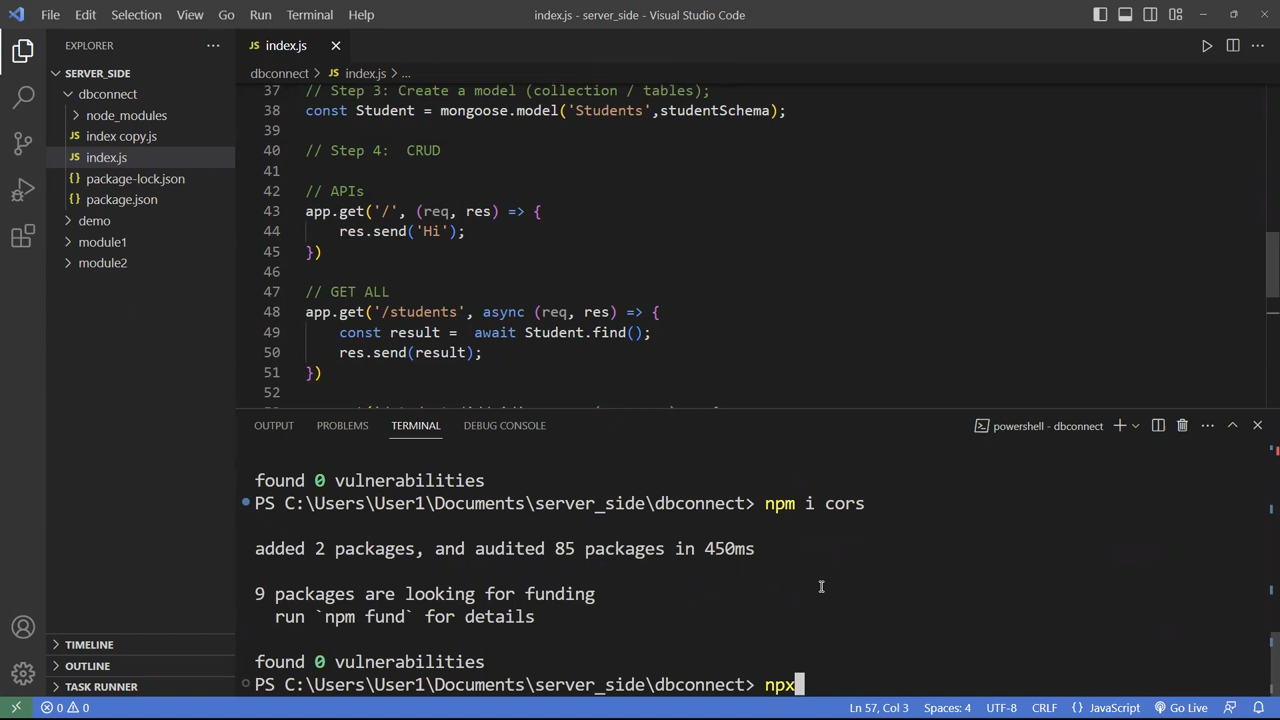 File Edit Selection View Go Run Terminal Help index.js - server_side - Visual Studio Code
EXPLORER
SERVER_SIDE
dbconnect
node_modules
JS index copy.js
JS index.js
{} package-lock.json
{} package.json
demo
module1
module2
TIMELINE
OUTLINE
TASK RUNNER
JS index.js
dbconnect > JS index.js > ...
37 // Step 3: Create a model (collection / tables);
38 const Student = mongoose.model('Students',studentSchema);
39
40 // Step 4:  CRUD
41
42 // APIs
43 app.get('/', (req, res) => {
44     res.send('Hi');
45 })
46
47 // GET ALL
48 app.get('/students', async (req, res) => {
49     const result =  await Student.find();
50     res.send(result);
51 })
52
OUTPUT PROBLEMS TERMINAL DEBUG CONSOLE powershell - dbconnect
found 0 vulnerabilities
PS C:\Users\User1\Documents\server_side\dbconnect> npm i cors
added 2 packages, and audited 85 packages in 450ms
9 packages are looking for funding
  run `npm fund` for details
found 0 vulnerabilities
PS C:\Users\User1\Documents\server_side\dbconnect> npx
0 0 Ln 57, Col 3 Spaces: 4 UTF-8 CRLF {} JavaScript Go Live